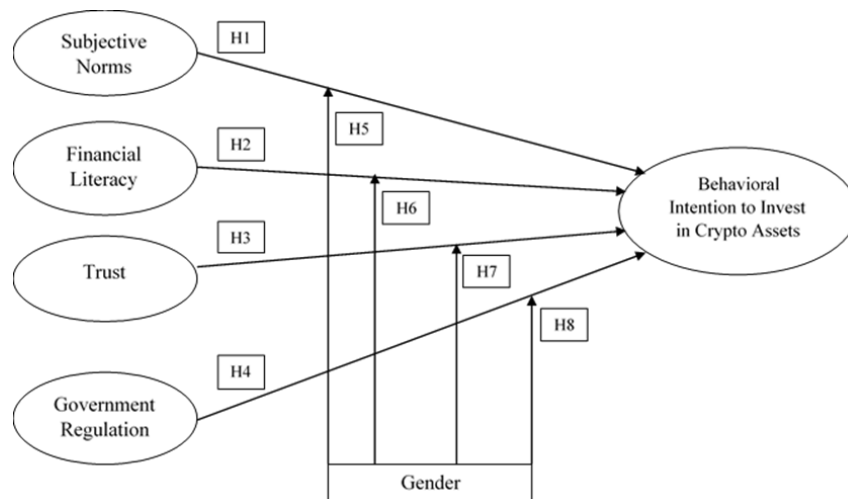 Subjective
Norms
H1
H5
Financial
Literacy
H2
H6
Behavioral
Intention to Invest
in Crypto Assets
Trust
H3
H7
H8
Government
Regulation
H4
Gender